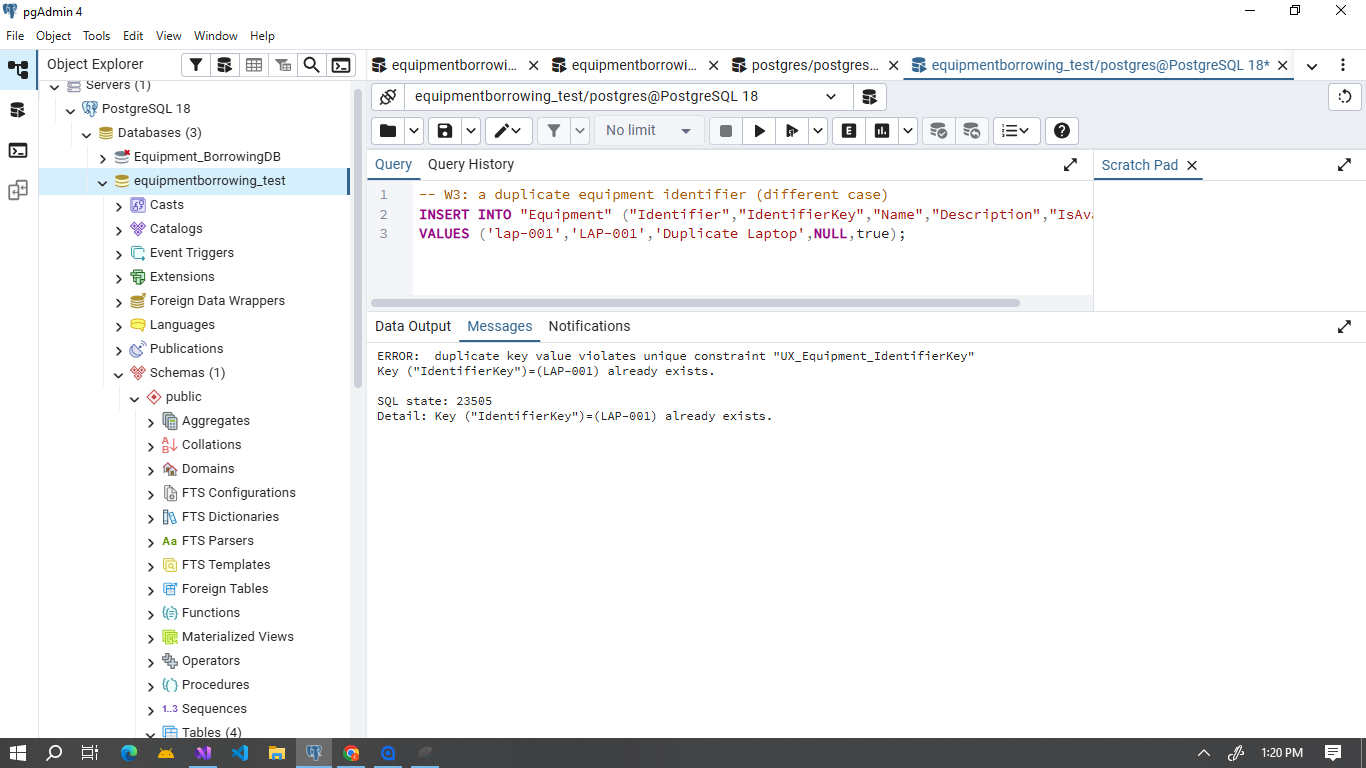 pgAdmin 4
File Object Tools Edit View Window Help
Object Explorer
equipmentborrowi...
equipmentborrowi...
postgres/postgres...
equipmentborrowing_test/postgres@PostgreSQL 18*
Servers (1)
PostgreSQL 18
Databases (3)
Equipment_BorrowingDB
equipmentborrowing_test
Casts
Catalogs
Event Triggers
Extensions
Foreign Data Wrappers
Languages
Publications
Schemas (1)
public
Aggregates
Collations
Domains
FTS Configurations
FTS Dictionaries
FTS Parsers
Aa
FTS Templates
Foreign Tables
Functions
Materialized Views
Operators
Procedures
1..3 Sequences
Tables (4)
equipmentborrowing_test/postgres@PostgreSQL 18
No limit
E
Query Query History
Scratch Pad
1 -- W3: a duplicate equipment identifier (different case)
2 INSERT INTO "Equipment" ("Identifier","IdentifierKey","Name","Description","IsAva
3 VALUES ('lap-001','LAP-001','Duplicate Laptop',NULL,true);
Data Output Messages Notifications
ERROR:  duplicate key value violates unique constraint "UX_Equipment_IdentifierKey"
Key ("IdentifierKey")=(LAP-001) already exists.
SQL state: 23505
Detail: Key ("IdentifierKey")=(LAP-001) already exists.
1:20 PM